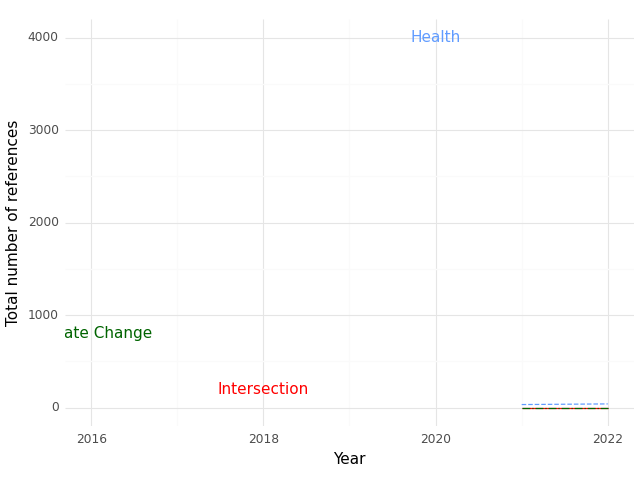 4000
Health
3000
2000
Total number of references
1000
ate Change
Intersection
0
2016
2018
2020
2022
Year